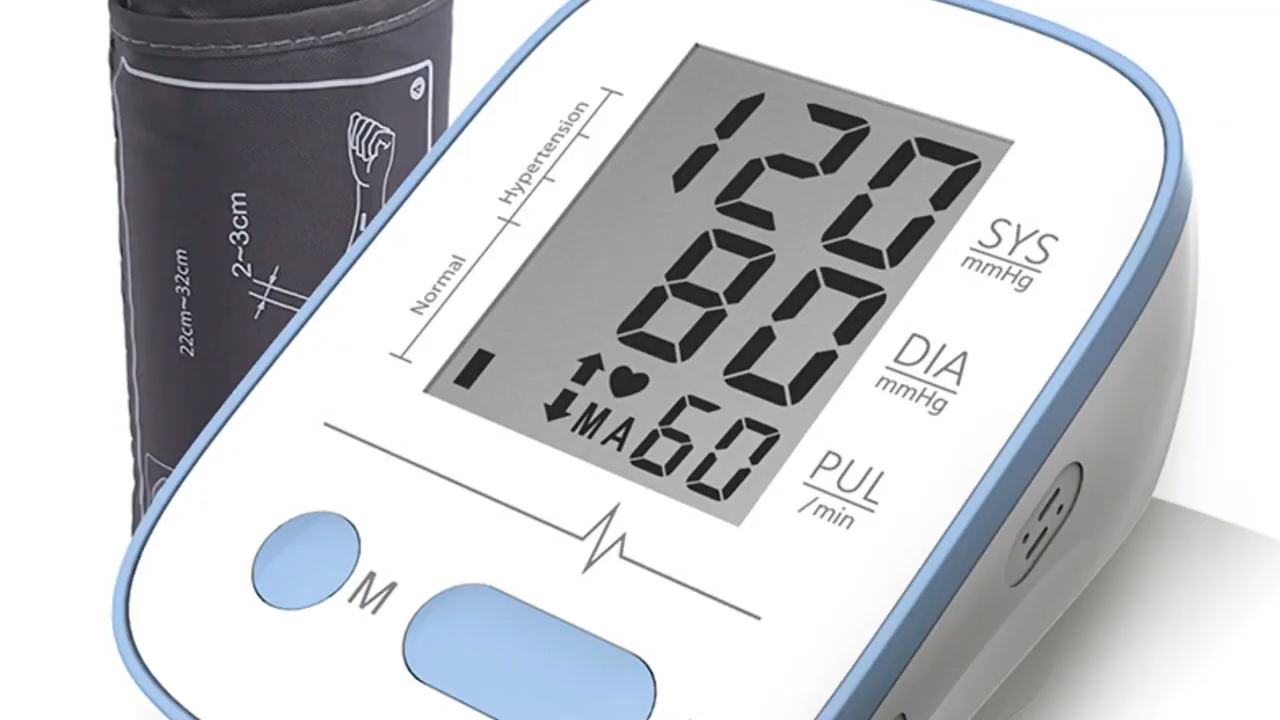 22cm~32cm
2~3cm
A
Hypertension
Normal
120
SYS
mmHg
80
DIA
mmHg
MA 60
PUL
/min
M